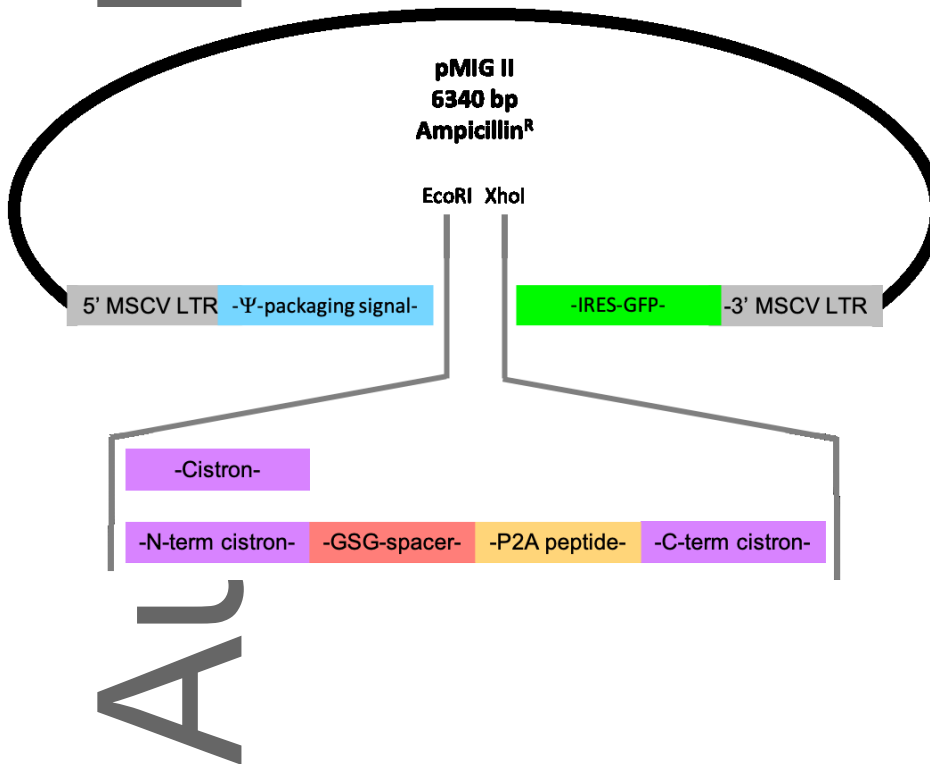 pMIG II
6340 bp
Ampicillin^R
EcoRI XhoI
5' MSCV LTR -Ψ-packaging signal- -IRES-GFP- -3' MSCV LTR
-Cistron-
-N-term cistron- -GSG-spacer- -P2A peptide- -C-term cistron-
Au